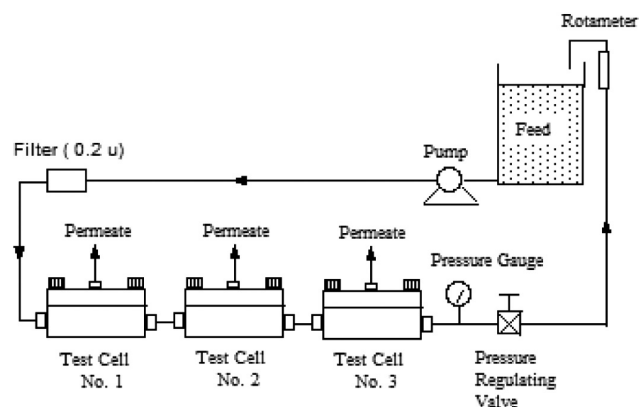 Rotameter
Feed
Filter ( 0.2 u)
Pump
Permeate
Permeate
Permeate
Pressure Gauge
Test Cell
No. 1
Test Cell
No. 2
Test Cell
No. 3
Pressure
Regulating
Valve